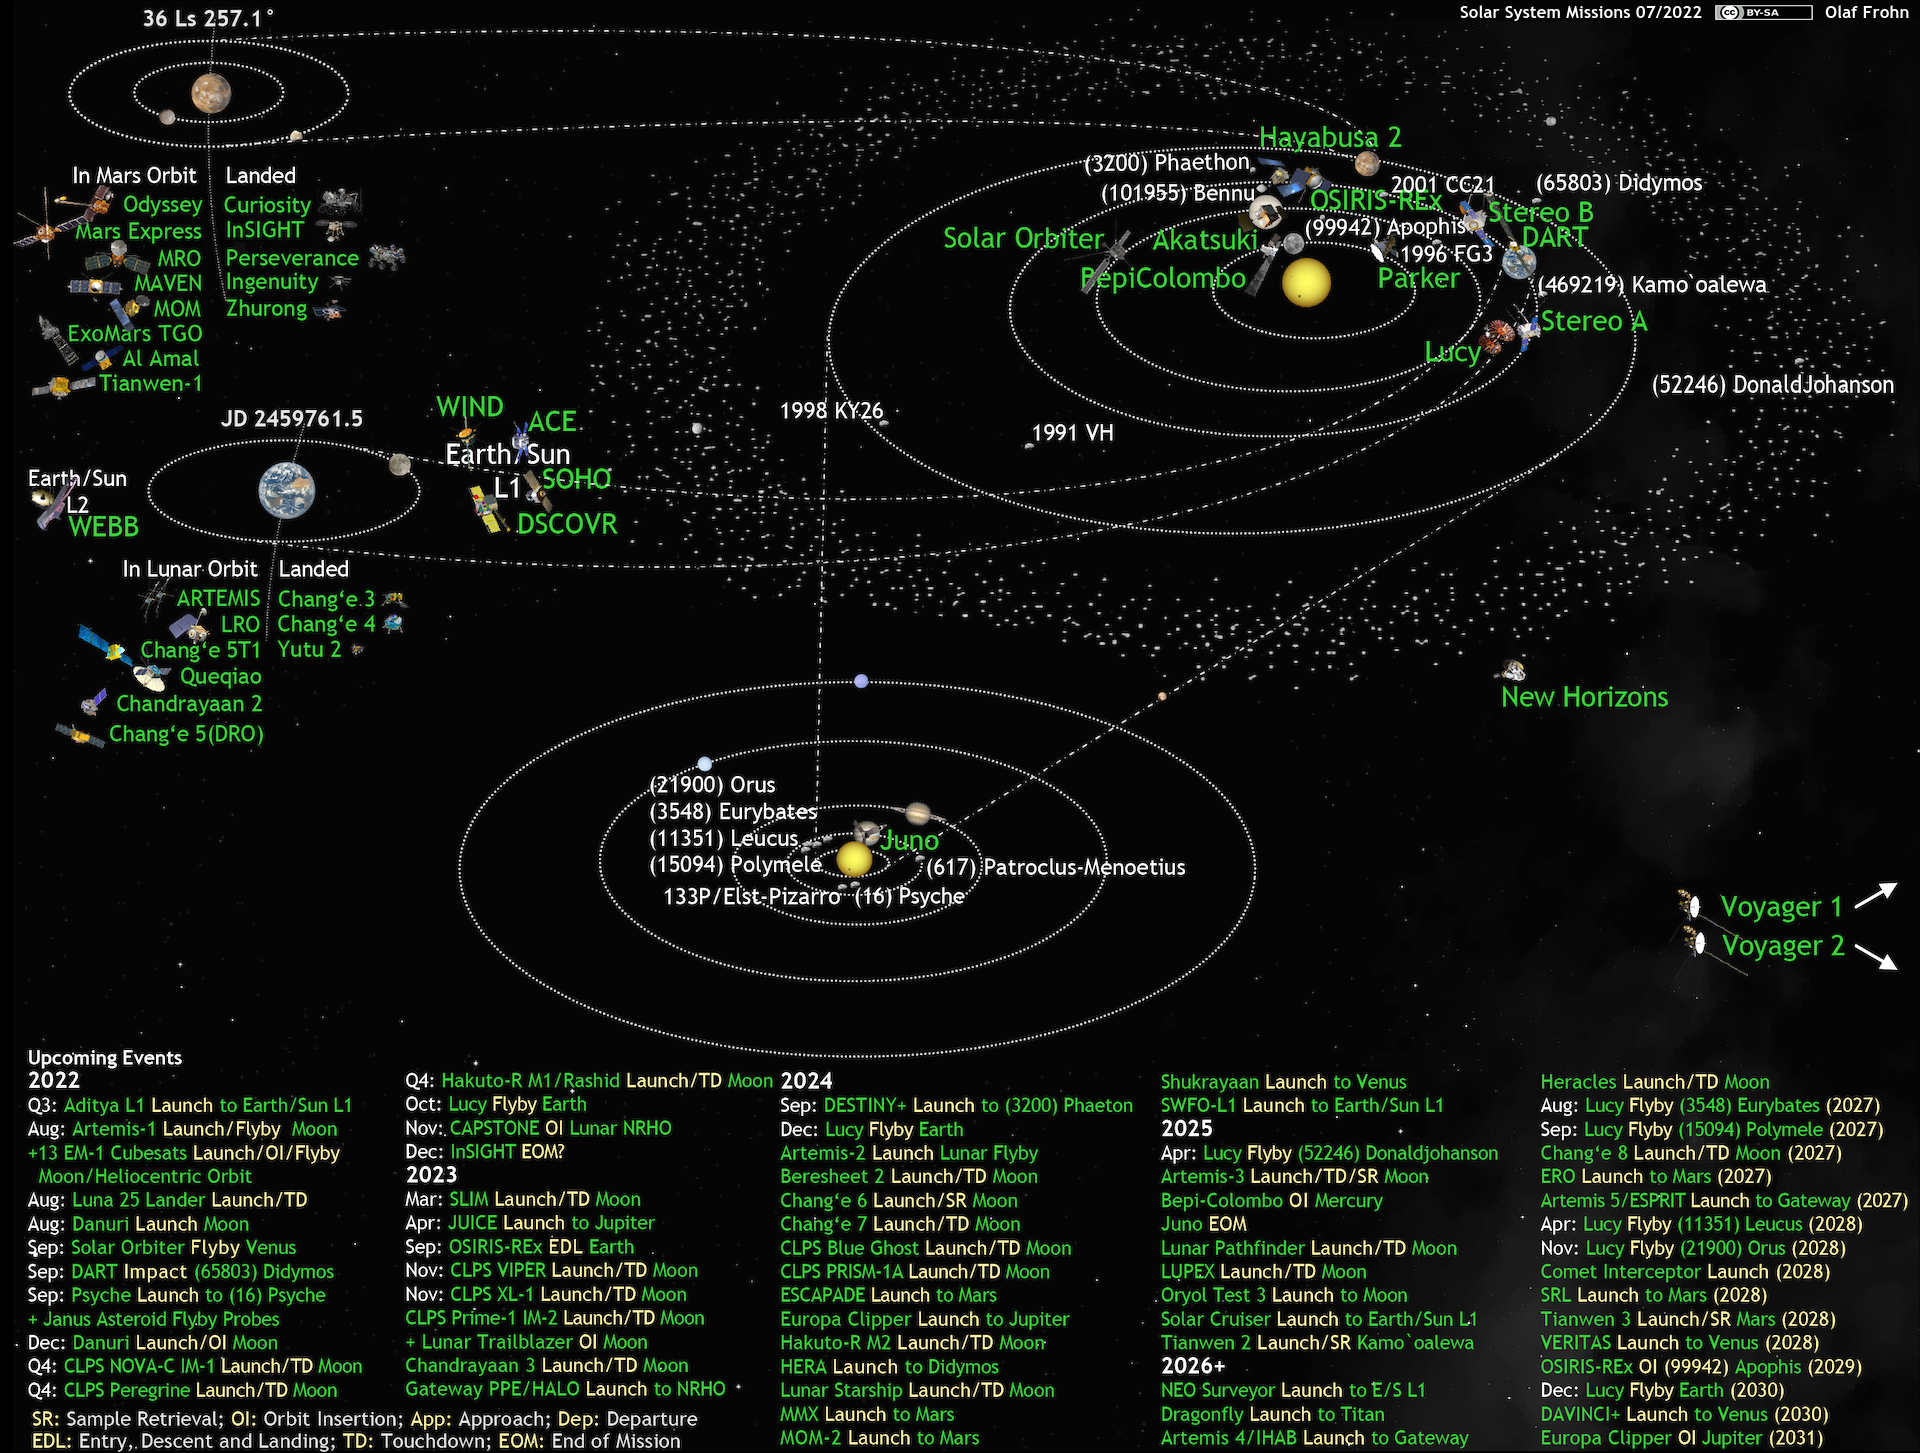 36 Ls 257.1°
Solar System Missions 07/2022 cc BY-SA Olaf Frohn
In Mars Orbit
Odyssey
Mars Express
MRO
MAVEN
MOM
ExoMars TGO
Al Amal
Tianwen-1
Landed
Curiosity
InSIGHT
Perseverance
Ingenuity
Zhurong
Hayabusa 2
(3200) Phaethon
(101955) Bennu
2001 CC21
(65803) Didymos
OSIRIS-REx
Stereo B
(99942) Apophis
DART
Solar Orbiter
Akatsuki
1996 FG3
BepiColombo
Parker
(469219) Kamo`oalewa
Stereo A
Lucy
(52246) DonaldJohanson
1998 KY26
1991 VH
JD 2459761.5
WIND
ACE
Earth/Sun
L1
SOHO
DSCOVR
Earth/Sun
L2
WEBB
In Lunar Orbit
ARTEMIS
LRO
Chang‘e 5T1
Queqiao
Chandrayaan 2
Chang‘e 5(DRO)
Landed
Chang‘e 3
Chang‘e 4
Yutu 2
New Horizons
(21900) Orus
(3548) Eurybates
(11351) Leucus
(15094) Polymele
Juno
(617) Patroclus-Menoetius
133P/Elst-Pizarro
(16) Psyche
Voyager 1
Voyager 2
Upcoming Events
2022
Q3: Aditya L1 Launch to Earth/Sun L1
Aug: Artemis-1 Launch/Flyby Moon
+13 EM-1 Cubesats Launch/OI/Flyby
Moon/Heliocentric Orbit
Aug: Luna 25 Lander Launch/TD
Aug: Danuri Launch Moon
Sep: Solar Orbiter Flyby Venus
Sep: DART Impact (65803) Didymos
Sep: Psyche Launch to (16) Psyche
+ Janus Asteroid Flyby Probes
Dec: Danuri Launch/OI Moon
Q4: CLPS NOVA-C IM-1 Launch/TD Moon
Q4: CLPS Peregrine Launch/TD Moon
Q4: Hakuto-R M1/Rashid Launch/TD Moon
Oct: Lucy Flyby Earth
Nov: CAPSTONE OI Lunar NRHO
Dec: InSIGHT EOM?
2023
Mar: SLIM Launch/TD Moon
Apr: JUICE Launch to Jupiter
Sep: OSIRIS-REx EDL Earth
Nov: CLPS VIPER Launch/TD Moon
Nov: CLPS XL-1 Launch/TD Moon
CLPS Prime-1 IM-2 Launch/TD Moon
+ Lunar Trailblazer OI Moon
Chandrayaan 3 Launch/TD Moon
Gateway PPE/HALO Launch to NRHO
2024
Sep: DESTINY+ Launch to (3200) Phaeton
Dec: Lucy Flyby Earth
Artemis-2 Launch Lunar Flyby
Beresheet 2 Launch/TD Moon
Chang‘e 6 Launch/SR Moon
Chang‘e 7 Launch/TD Moon
CLPS Blue Ghost Launch/TD Moon
CLPS PRISM-1A Launch/TD Moon
ESCAPADE Launch to Mars
Europa Clipper Launch to Jupiter
Hakuto-R M2 Launch/TD Moon
HERA Launch to Didymos
Lunar Starship Launch/TD Moon
MMX Launch to Mars
MOM-2 Launch to Mars
Shukrayaan Launch to Venus
SWFO-L1 Launch to Earth/Sun L1
2025
Apr: Lucy Flyby (52246) Donaldjohanson
Artemis-3 Launch/TD/SR Moon
Bepi-Colombo OI Mercury
Juno EOM
Lunar Pathfinder Launch/TD Moon
LUPEX Launch/TD Moon
Oryol Test 3 Launch to Moon
Solar Cruiser Launch to Earth/Sun L1
Tianwen 2 Launch/SR Kamo`oalewa
2026+
NEO Surveyor Launch to E/S L1
Dragonfly Launch to Titan
Artemis 4/IHAB Launch to Gateway
Heracles Launch/TD Moon
Aug: Lucy Flyby (3548) Eurybates (2027)
Sep: Lucy Flyby (15094) Polymele (2027)
Chang‘e 8 Launch/TD Moon (2027)
ERO Launch to Mars (2027)
Artemis 5/ESPRIT Launch to Gateway (2027)
Apr: Lucy Flyby (11351) Leucus (2028)
Nov: Lucy Flyby (21900) Orus (2028)
Comet Interceptor Launch (2028)
SRL Launch to Mars (2028)
Tianwen 3 Launch/SR Mars (2028)
VERITAS Launch to Venus (2028)
OSIRIS-REx OI (99942) Apophis (2029)
Dec: Lucy Flyby Earth (2030)
DAVINCI+ Launch to Venus (2030)
Europa Clipper OI Jupiter (2031)
SR: Sample Retrieval; OI: Orbit Insertion; App: Approach; Dep: Departure
EDL: Entry, Descent and Landing; TD: Touchdown; EOM: End of Mission